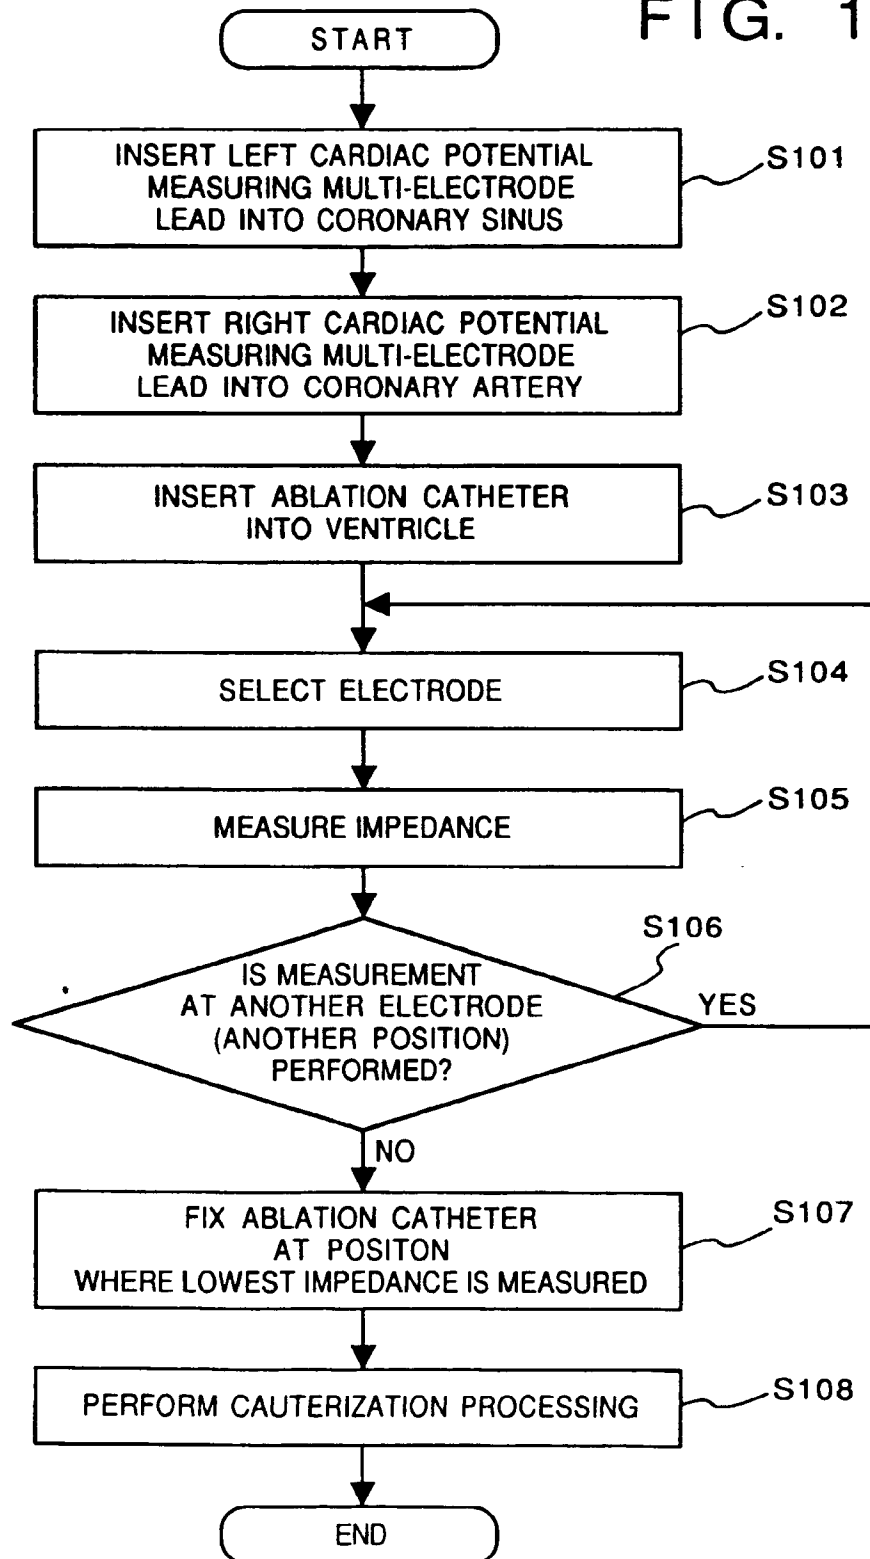 FIG. 1
START
INSERT LEFT CARDIAC POTENTIAL
MEASURING MULTI-ELECTRODE
LEAD INTO CORONARY SINUS
S101
INSERT RIGHT CARDIAC POTENTIAL
MEASURING MULTI-ELECTRODE
LEAD INTO CORONARY ARTERY
S102
INSERT ABLATION CATHETER
INTO VENTRICLE
S103
SELECT ELECTRODE
S104
MEASURE IMPEDANCE
S105
S106
IS MEASUREMENT
AT ANOTHER ELECTRODE
(ANOTHER POSITION)
PERFORMED?
YES
NO
FIX ABLATION CATHETER
AT POSITON
WHERE LOWEST IMPEDANCE IS MEASURED
S107
PERFORM CAUTERIZATION PROCESSING
S108
END